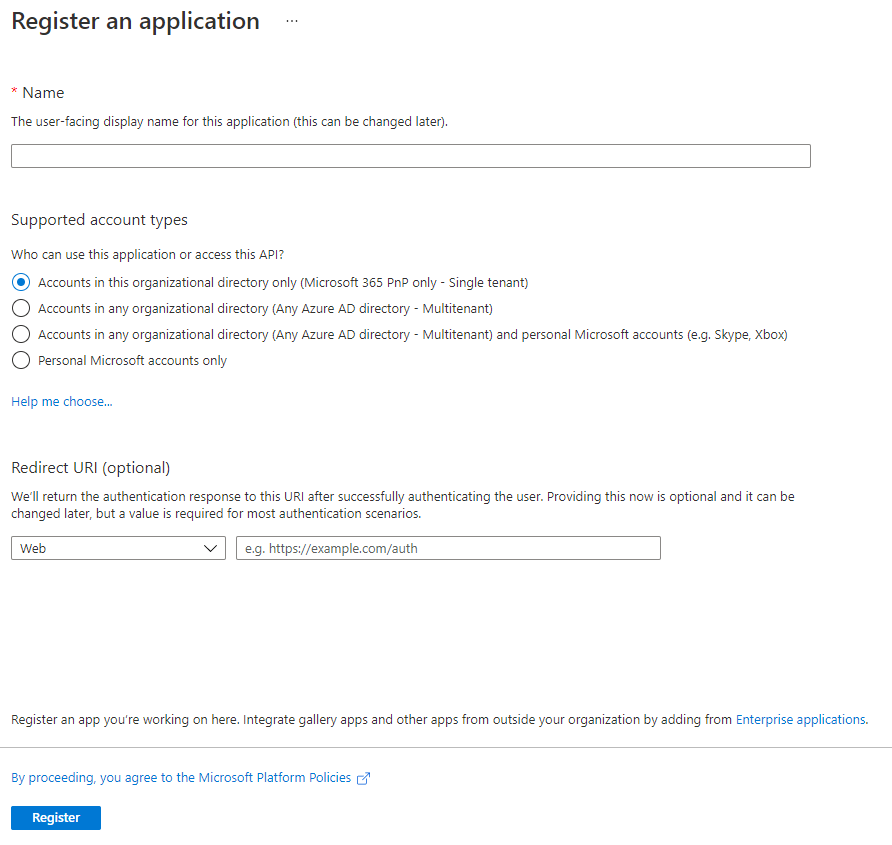 Register an application ...
* Name
The user-facing display name for this application (this can be changed later).
Supported account types
Who can use this application or access this API?
Accounts in this organizational directory only (Microsoft 365 PnP only - Single tenant)
Accounts in any organizational directory (Any Azure AD directory - Multitenant)
Accounts in any organizational directory (Any Azure AD directory - Multitenant) and personal Microsoft accounts (e.g. Skype, Xbox)
Personal Microsoft accounts only
Help me choose...
Redirect URI (optional)
We'll return the authentication response to this URI after successfully authenticating the user. Providing this now is optional and it can be
changed later, but a value is required for most authentication scenarios.
Web e.g. https://example.com/auth
Register an app you're working on here. Integrate gallery apps and other apps from outside your organization by adding from Enterprise applications.
By proceeding, you agree to the Microsoft Platform Policies
Register